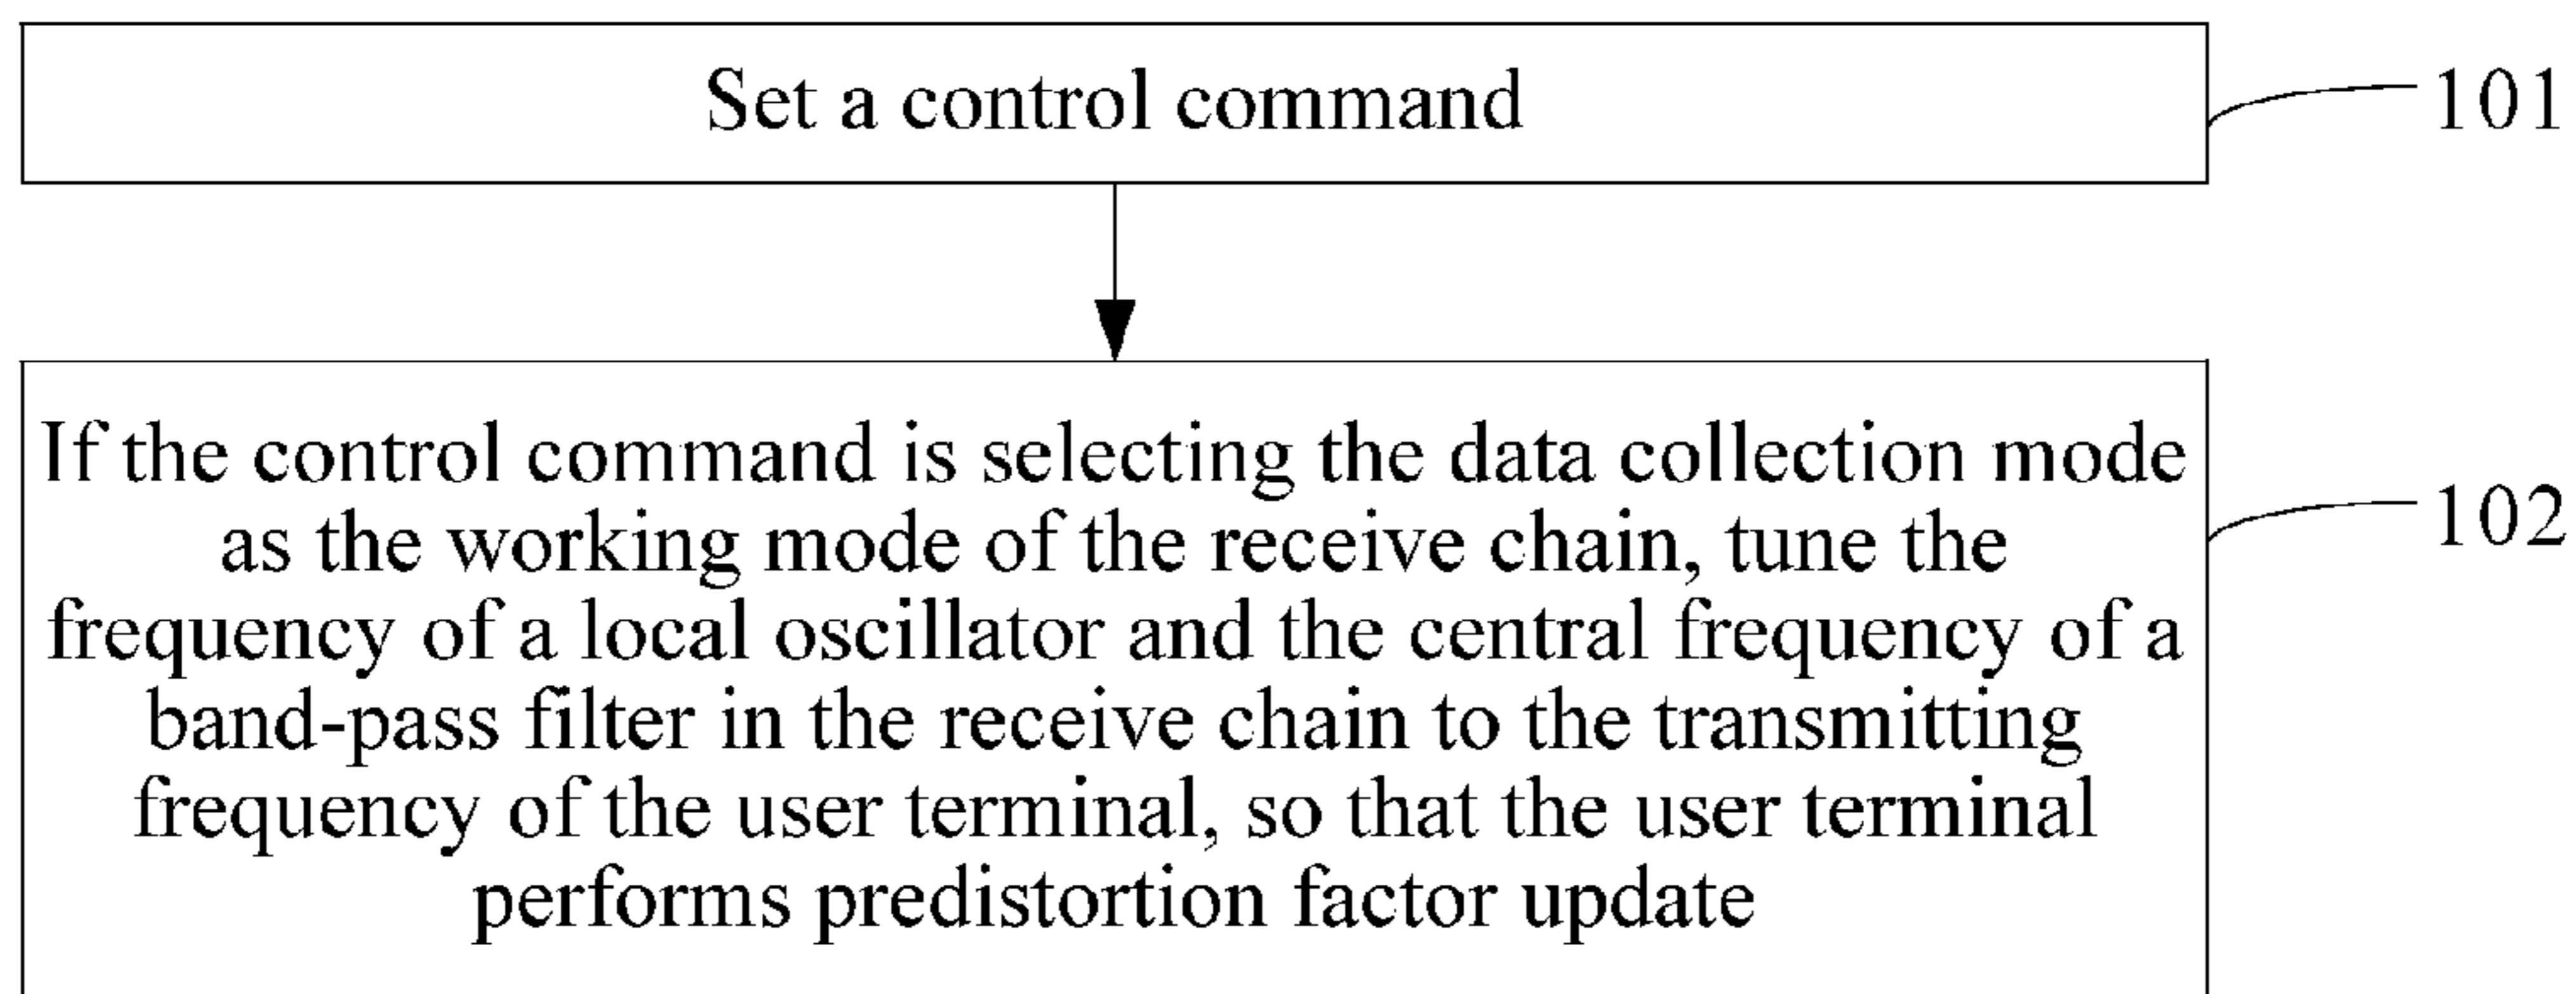 Set a control command
101
If the control command is selecting the data collection mode
as the working mode of the receive chain, tune the
frequency of a local oscillator and the central frequency of a
band-pass filter in the receive chain to the transmitting
frequency of the user terminal, so that the user terminal
performs predistortion factor update
102